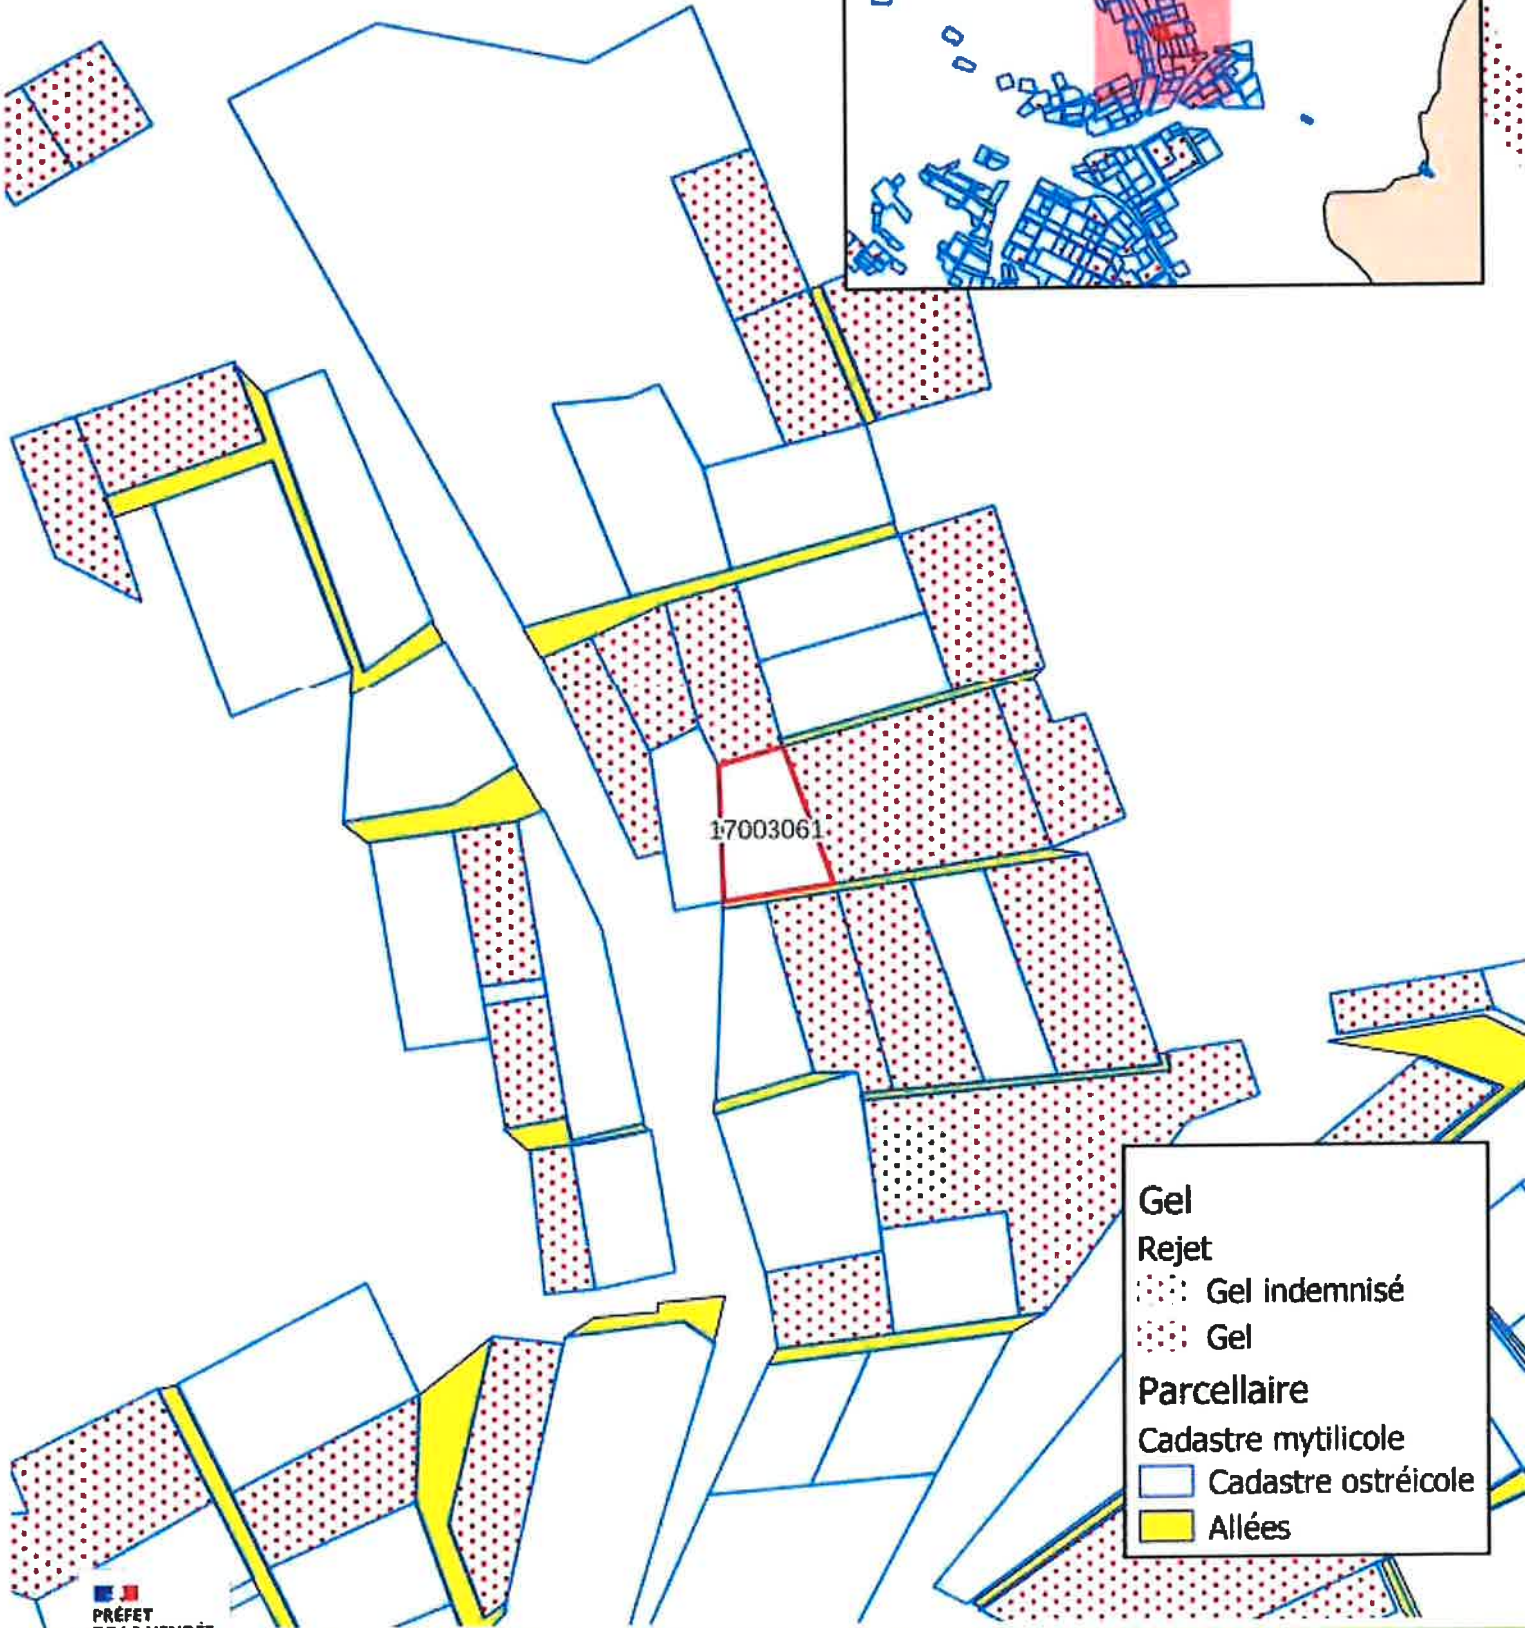 17003061
Gel
Rejet
Gel indemnisé
Gel
Parcellaire
Cadastre mytilicole
Cadastre ostréicole
Allées
PRÉFET